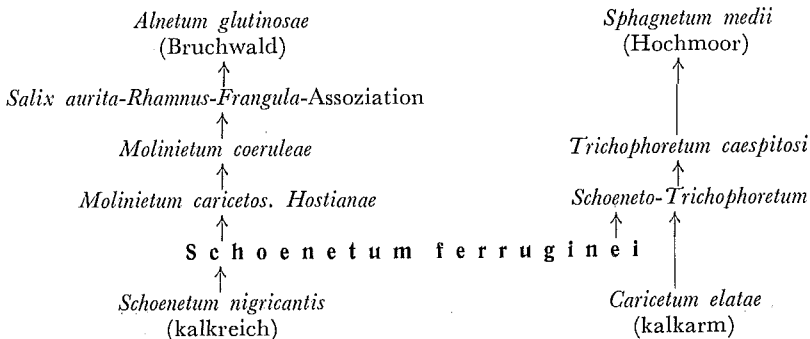 Alnetum glutinosae
(Bruchwald)
Sphagnetum medii
(Hochmoor)
Salix aurita-Rhamnus-Frangula-Assoziation
Molinietum coeruleae
Trichophoretum caespitosi
Molinietum caricetos. Hostianae
Schoeneto-Trichophoretum
Schoenetum ferruginei
Schoenetum nigricantis
(kalkreich)
Caricetum elatae
(kalkarm)